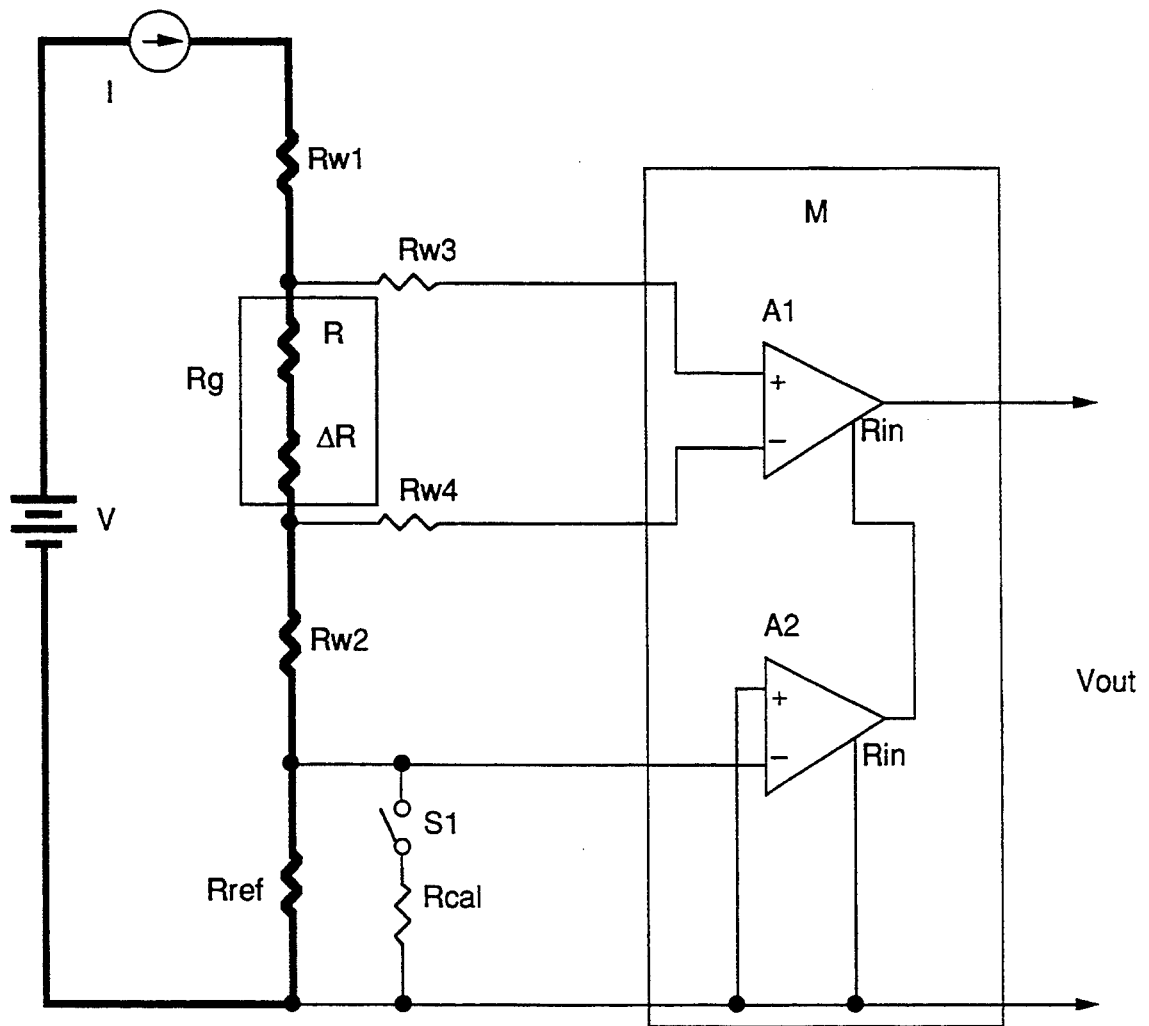 I
Rw1
M
Rw3
A1
R
+
Rg
Rin
ΔR
−
Rw4
V
A2
Rw2
+
Vout
Rin
−
S1
Rref
Rcal